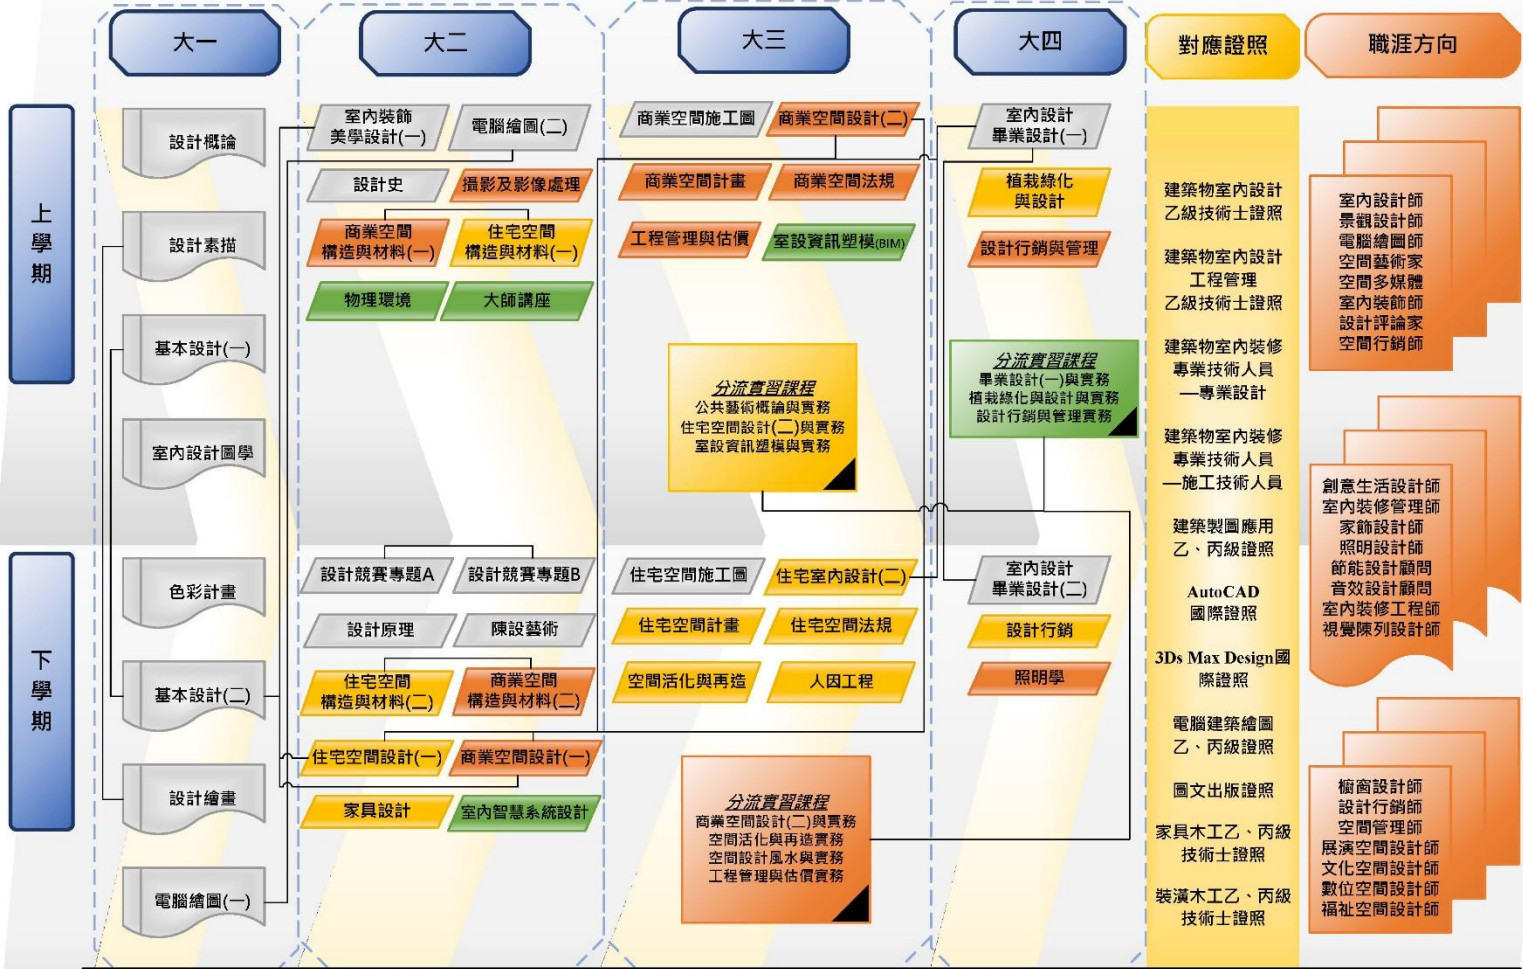 大一
大二
大三
大四
對應證照
職涯方向
上學期
設計概論
設計素描
基本設計(一)
室內設計圖學
室內裝飾
美學設計(一)
電腦繪圖(二)
設計史
攝影及影像處理
商業空間
構造與材料(一)
住宅空間
構造與材料(一)
物理環境
大師講座
商業空間施工圖
商業空間設計(二)
商業空間計畫
商業空間法規
工程管理與估價
室設資訊塑模(BIM)
分流實習課程
公共藝術概論與實務
住宅空間設計(二)與實務
室設資訊塑模與實務
室內設計
畢業設計(一)
植栽綠化
與設計
設計行銷與管理
分流實習課程
畢業設計(一)與實務
植栽綠化與設計與實務
設計行銷與管理實務
下學期
色彩計畫
基本設計(二)
設計繪畫
電腦繪圖(一)
設計競賽專題A
設計競賽專題B
設計原理
陳設藝術
住宅空間
構造與材料(二)
商業空間
構造與材料(二)
住宅空間設計(一)
商業空間設計(一)
家具設計
室內智慧系統設計
住宅空間施工圖
住宅室內設計(二)
住宅空間計畫
住宅空間法規
空間活化與再造
人因工程
分流實習課程
商業空間設計(二)與實務
空間活化與再造實務
空間設計風水與實務
工程管理與估價實務
室內設計
畢業設計(二)
設計行銷
照明學
建築物室內設計
乙級技術士證照
建築物室內設計
工程管理
乙級技術士證照
建築物室內裝修
專業技術人員
—專業設計
建築物室內裝修
專業技術人員
—施工技術人員
建築製圖應用
乙、丙級證照
AutoCAD
國際證照
3Ds Max Design國
際證照
電腦建築繪圖
乙、丙級證照
圖文出版證照
家具木工乙、丙級
技術士證照
裝潢木工乙、丙級
技術士證照
室內設計師
景觀設計師
電腦繪圖師
空間藝術家
空間多媒體
室內裝飾師
設計評論家
空間行銷師
創意生活設計師
室內裝修管理師
家飾設計師
照明設計師
節能設計顧問
音效設計顧問
室內裝修工程師
視覺陳列設計師
櫥窗設計師
設計行銷師
空間管理師
展演空間設計師
文化空間設計師
數位空間設計師
福祉空間設計師